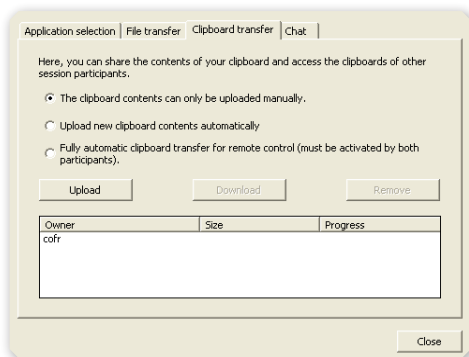 Application selection File transfer Clipboard transfer Chat
Here, you can share the contents of your clipboard and access the clipboards of other
session participants.
The clipboard contents can only be uploaded manually.
Upload new clipboard contents automatically
Fully automatic clipboard transfer for remote control (must be activated by both
participants).
Upload Download Remove
Owner Size Progress
cofr
Close